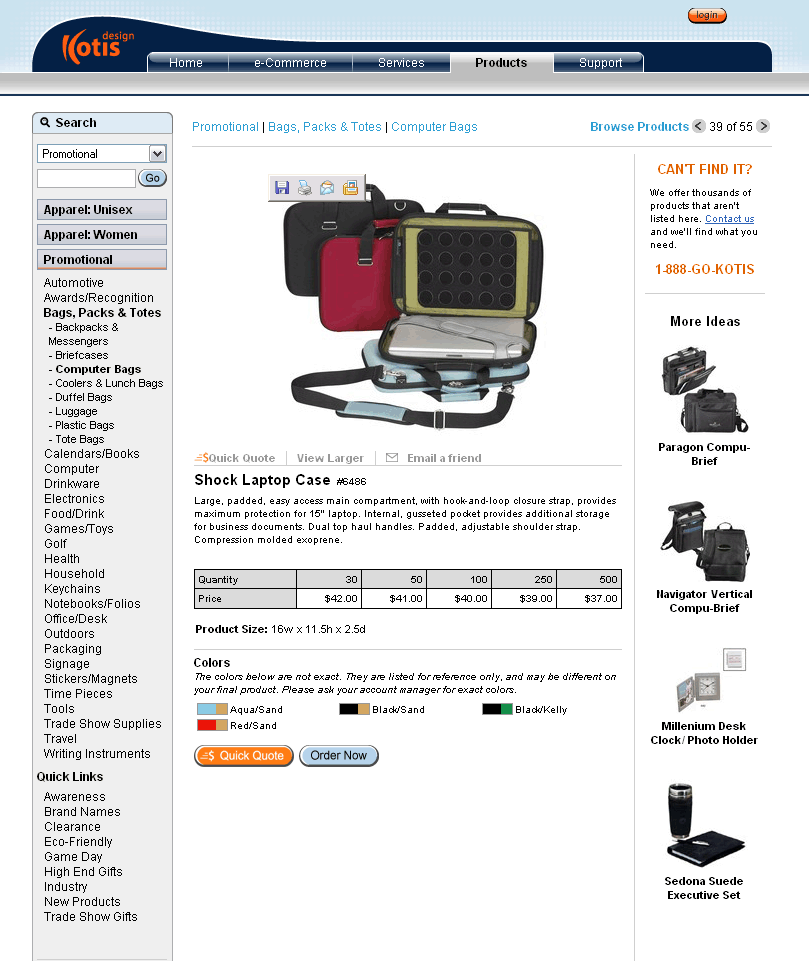 login
Kotis design
Home e-Commerce Services Products Support
Search
Promotional
Go
Apparel: Unisex
Apparel: Women
Promotional
Automotive
Awards/Recognition
Bags, Packs & Totes
- Backpacks &
Messengers
- Briefcases
- Computer Bags
- Coolers & Lunch Bags
- Duffel Bags
- Luggage
- Plastic Bags
- Tote Bags
Calendars/Books
Computer
Drinkware
Electronics
Food/Drink
Games/Toys
Golf
Health
Household
Keychains
Notebooks/Folios
Office/Desk
Outdoors
Packaging
Signage
Stickers/Magnets
Time Pieces
Tools
Trade Show Supplies
Travel
Writing Instruments
Quick Links
Awareness
Brand Names
Clearance
Eco-Friendly
Game Day
High End Gifts
Industry
New Products
Trade Show Gifts
Promotional | Bags, Packs & Totes | Computer Bags
Browse Products < 39 of 55 >
$Quick Quote View Larger Email a friend
Shock Laptop Case #6486
Large, padded, easy access main compartment, with hook-and-loop closure strap, provides
maximum protection for 15" laptop. Internal, gusseted pocket provides additional storage
for business documents. Dual top haul handles. Padded, adjustable shoulder strap.
Compression molded exoprene.
Quantity 30 50 100 250 500
Price $42.00 $41.00 $40.00 $39.00 $37.00
Product Size: 16w x 11.5h x 2.5d
Colors
The colors below are not exact. They are listed for reference only, and may be different on
your final product. Please ask your account manager for exact colors.
Aqua/Sand Black/Sand Black/Kelly
Red/Sand
$ Quick Quote Order Now
CAN'T FIND IT?
We offer thousands of
products that aren't
listed here. Contact us
and we'll find what you
need.
1-888-GO-KOTIS
More Ideas
Paragon Compu-
Brief
Navigator Vertical
Compu-Brief
Millenium Desk
Clock/Photo Holder
Sedona Suede
Executive Set